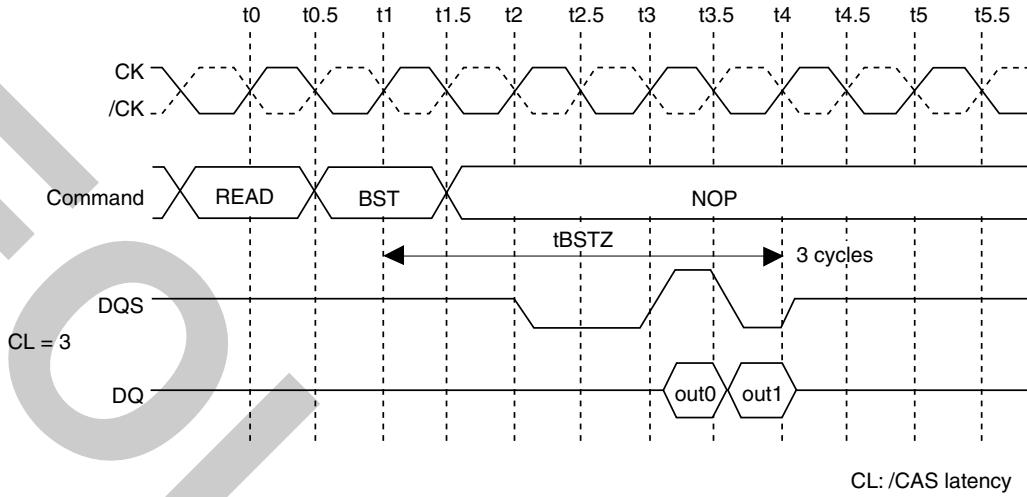 t0 t0.5 t1 t1.5 t2 t2.5 t3 t3.5 t4 t4.5 t5 t5.5
CK
/CK
Command READ BST NOP
tBSTZ 3 cycles
DQS
CL = 3
DQ out0 out1
CL: /CAS latency